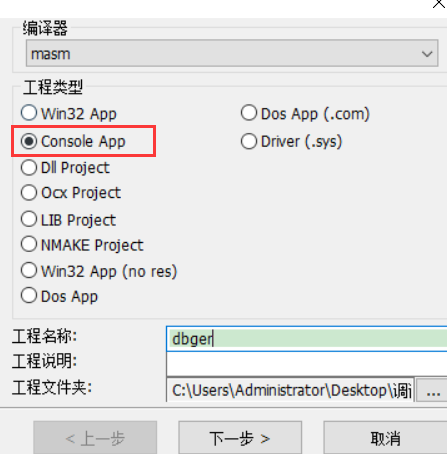 编译器
masm
工程类型
Win32 App
Dos App (.com)
Console App
Driver (.sys)
Dll Project
Ocx Project
LIB Project
NMAKE Project
Win32 App (no res)
Dos App
工程名称:
dbger
工程说明:
工程文件夹:
C:\Users\Administrator\Desktop\调
...
< 上一步
下一步 >
取消